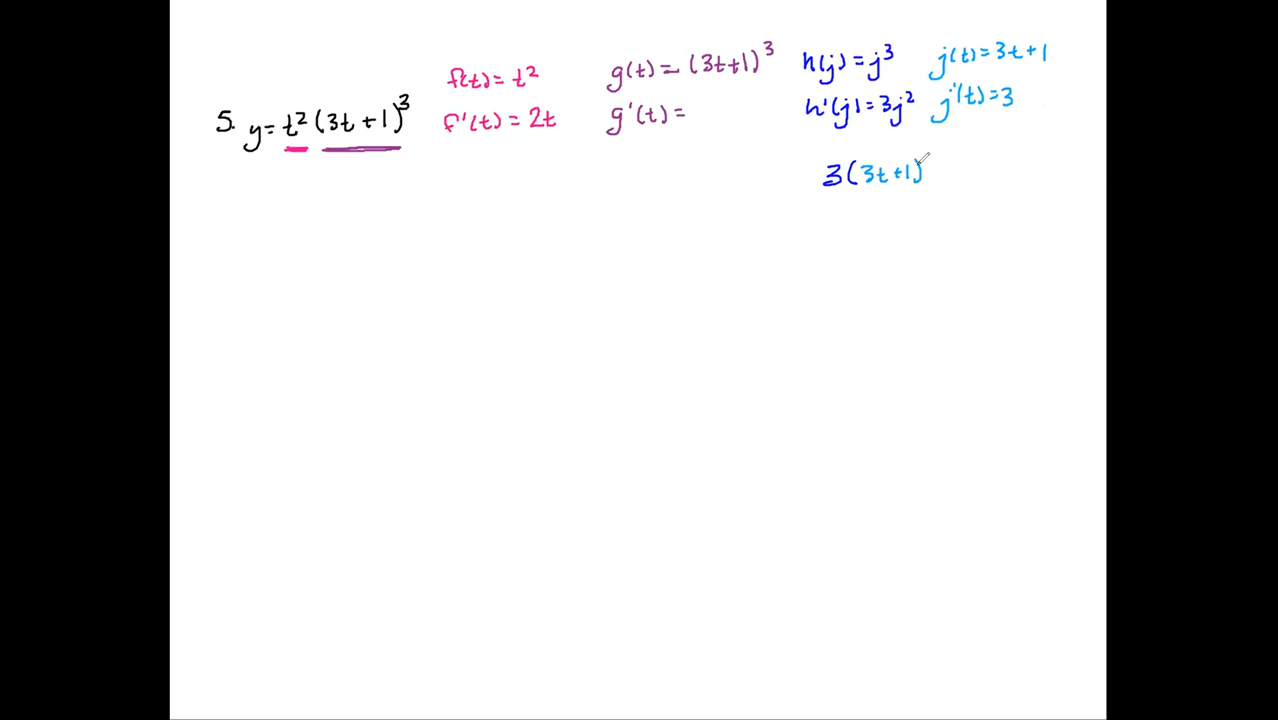 5. y = t²(3t + 1)³
f(t) = t²
f'(t) = 2t
g(t) = (3t+1)³
g'(t) =
h(j) = j³
h'(j) = 3j²
j(t) = 3t + 1
j'(t) = 3
3(3t+1)